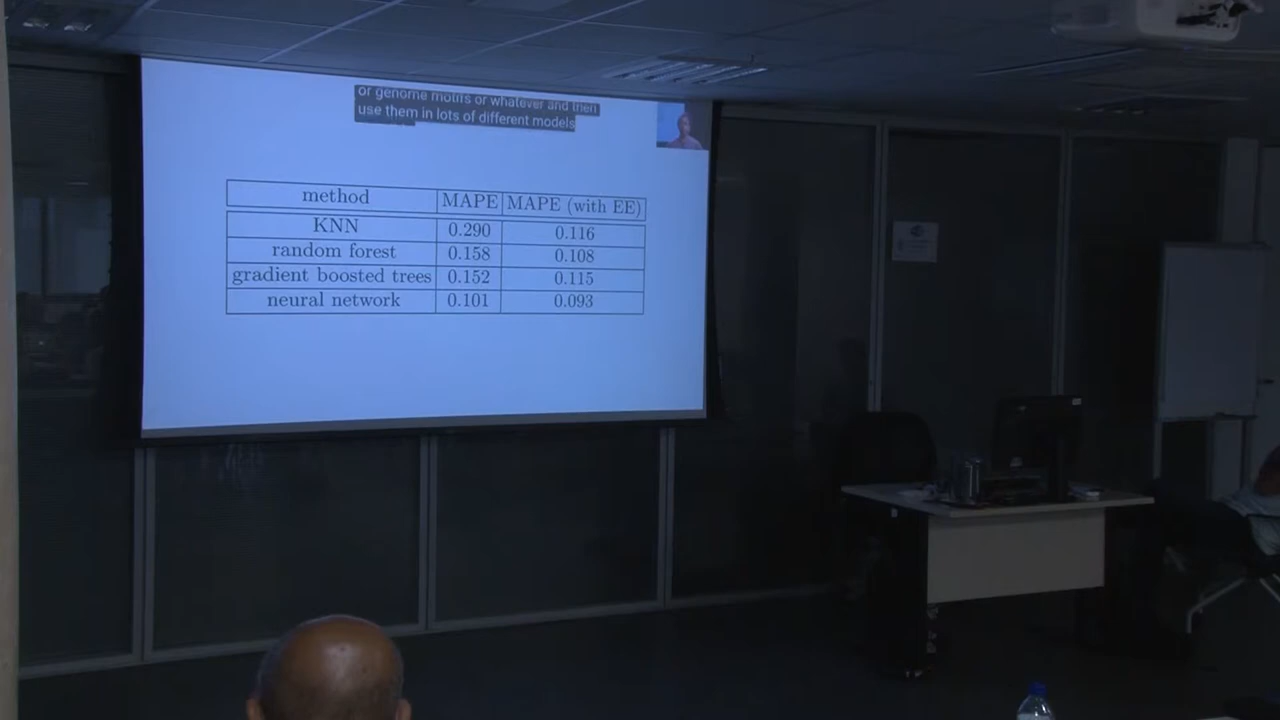 or genome motifs or whatever and then
use them in lots of different models
method MAPE MAPE (with EE)
KNN 0.290 0.116
random forest 0.158 0.108
gradient boosted trees 0.152 0.115
neural network 0.101 0.093